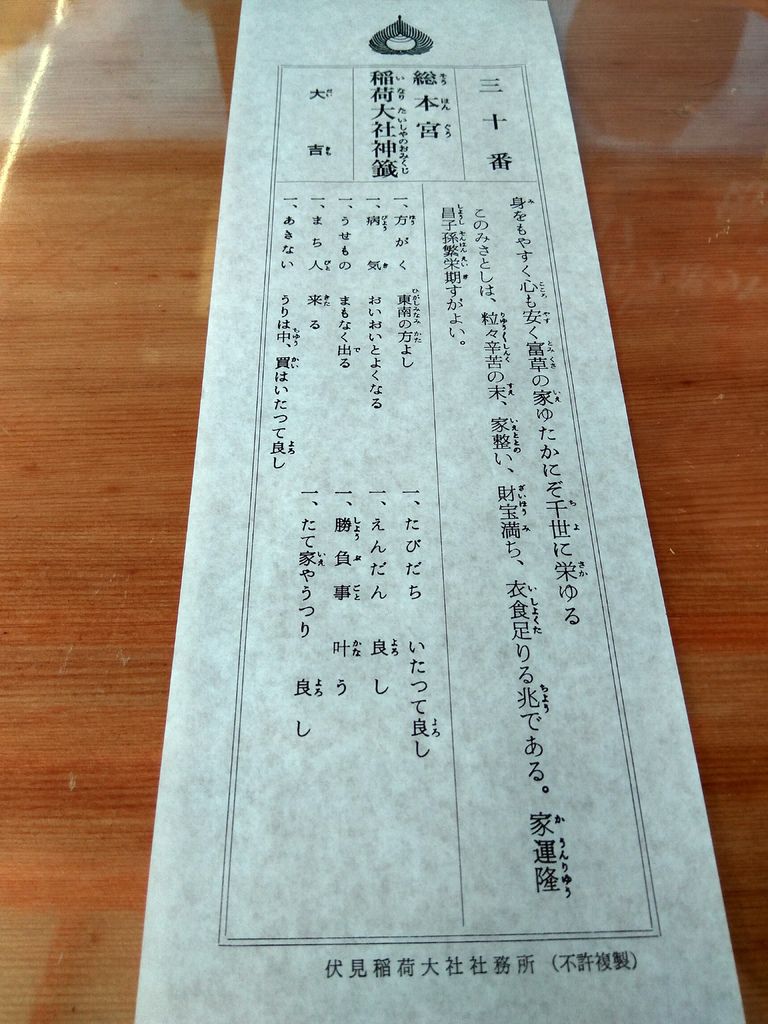 三十番
総本宮
稲荷大社神籤
大吉
身をもやすく心も安く富草の家ゆたかにぞ千世に栄ゆる
このみさとしは、粒々辛苦の末、家整い、財宝満ち、衣食足りる兆である。家運隆
昌子孫繁栄期すがよい。
一、方がく 東南の方よし
一、病気 おいおいとよくなる
一、うせもの まもなく出る
一、まち人 来る
一、あきない うりは中、買はいたつて良し
一、たびだち いたつて良し
一、えんだん 良し
一、勝負事 叶う
一、たて家やうつり 良し
伏見稲荷大社社務所（不許複製）